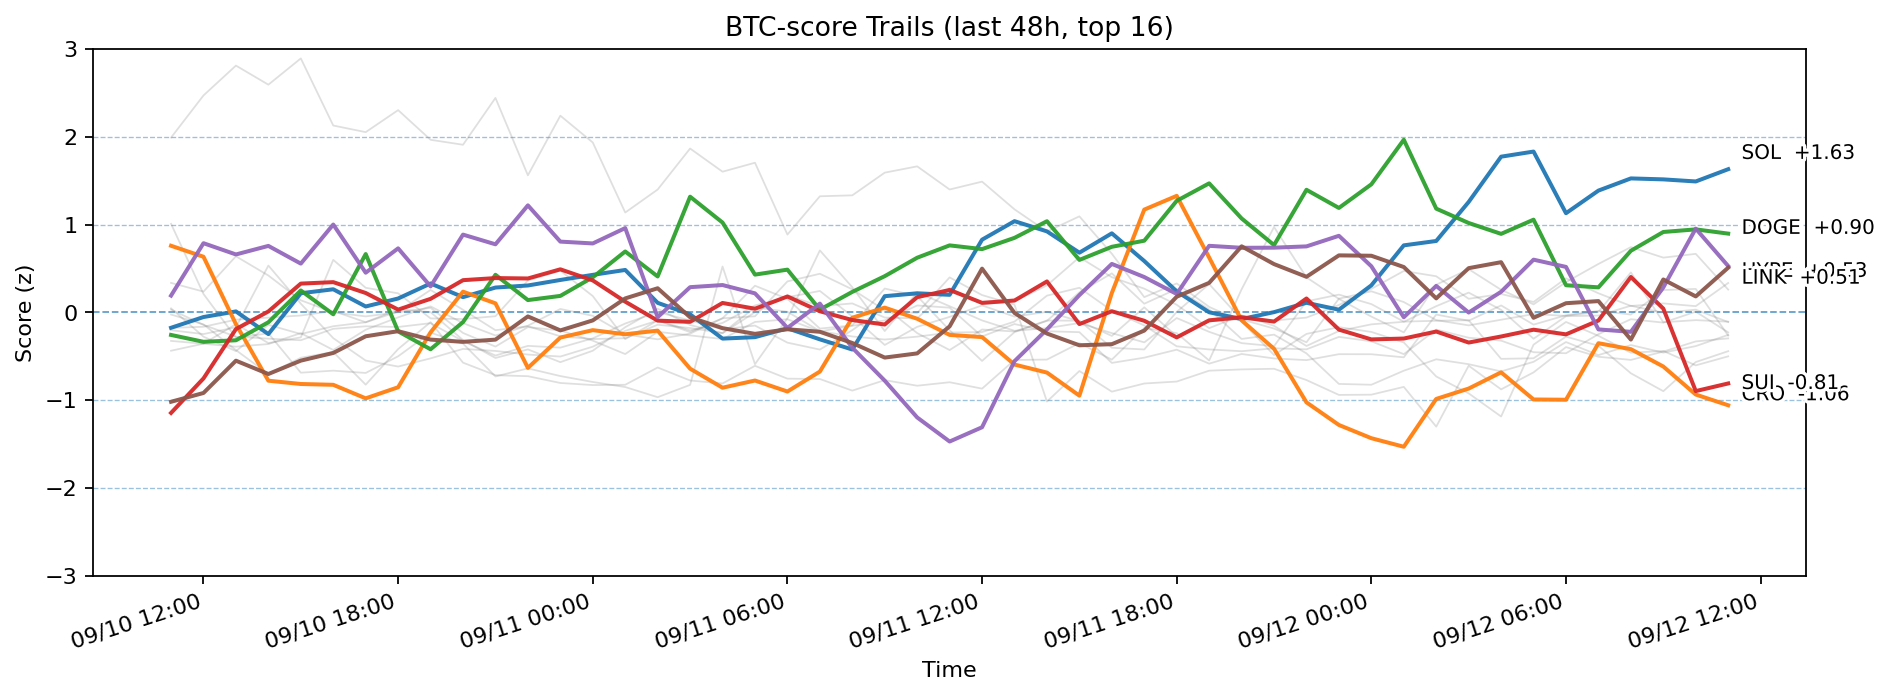 BTC-score Trails (last 48h, top 16)
Score (z)
3
2
1
0
−1
−2
−3
SOL +1.63
DOGE +0.90
HYPE +0.53
LINK +0.51
SUI -0.81
CRO -1.06
09/10 12:00
09/10 18:00
09/11 00:00
09/11 06:00
09/11 12:00
09/11 18:00
09/12 00:00
09/12 06:00
09/12 12:00
Time